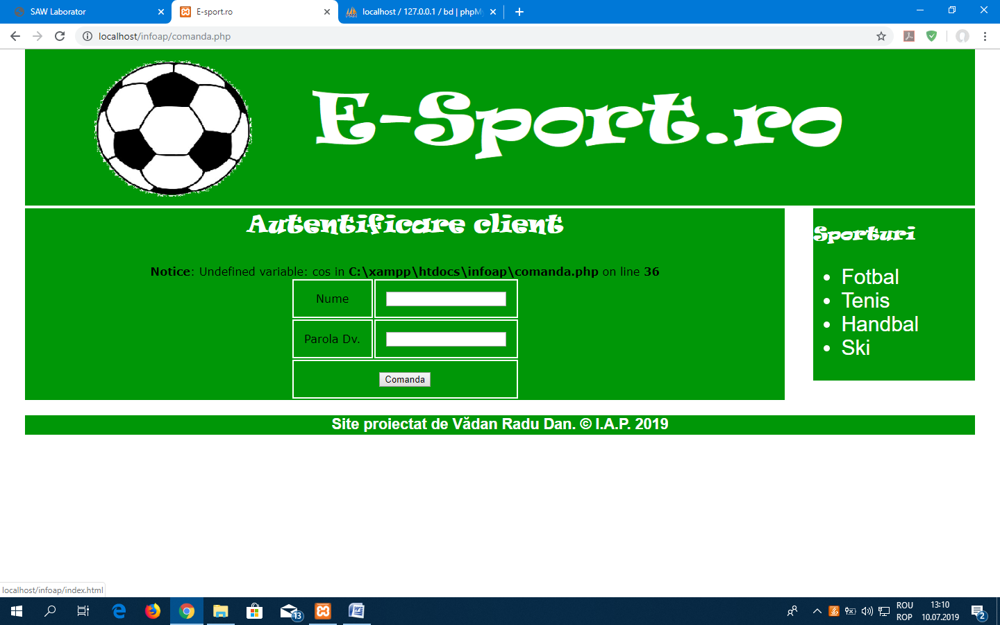 SAW Laborator
E-sport.ro
localhost / 127.0.0.1 / bd | phpMy
localhost/infoap/comanda.php
E-Sport.ro
Autentificare client
Notice: Undefined variable: cos in C:\xampp\htdocs\infoap\comanda.php on line 36
Nume
Parola Dv.
Comanda
Sporturi
Fotbal
Tenis
Handbal
Ski
Site proiectat de Vădan Radu Dan. © I.A.P. 2019
localhost/infoap/index.html
13
ROU
ROP
13:10
10.07.2019
2